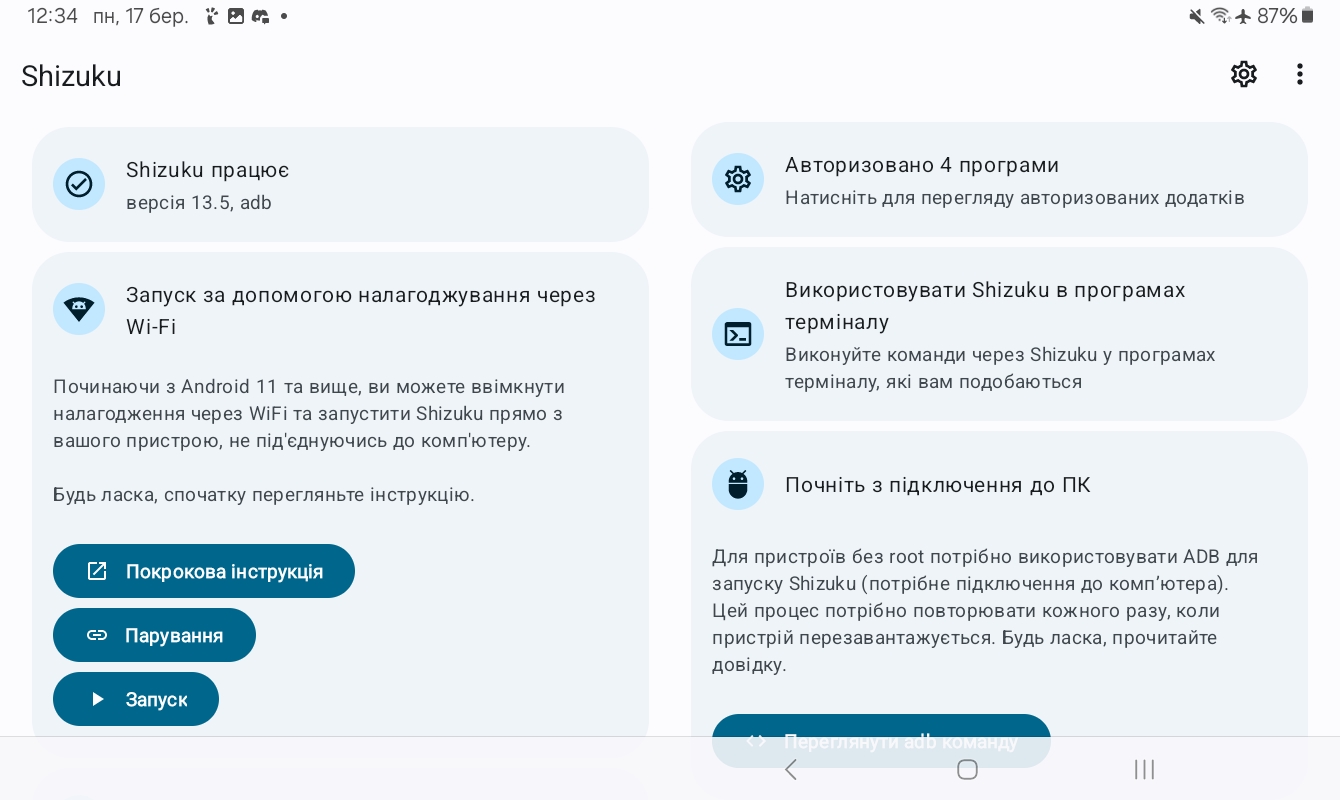 12:34 пн, 17 бер.
87%
Shizuku
Shizuku працює
версія 13.5, adb
Запуск за допомогою налагоджування через
Wi-Fi
Починаючи з Android 11 та вище, ви можете ввімкнути
налагодження через WiFi та запустити Shizuku прямо з
вашого пристрою, не під'єднуючись до комп'ютеру.
Будь ласка, спочатку перегляньте інструкцію.
Покрокова інструкція
Парування
Запуск
Авторизовано 4 програми
Натисніть для перегляду авторизованих додатків
Використовувати Shizuku в програмах
терміналу
Виконуйте команди через Shizuku у програмах
терміналу, які вам подобаються
Почніть з підключення до ПК
Для пристроїв без root потрібно використовувати ADB для
запуску Shizuku (потрібне підключення до комп’ютера).
Цей процес потрібно повторювати кожного разу, коли
пристрій перезавантажується. Будь ласка, прочитайте
довідку.
Переглянути adb команду